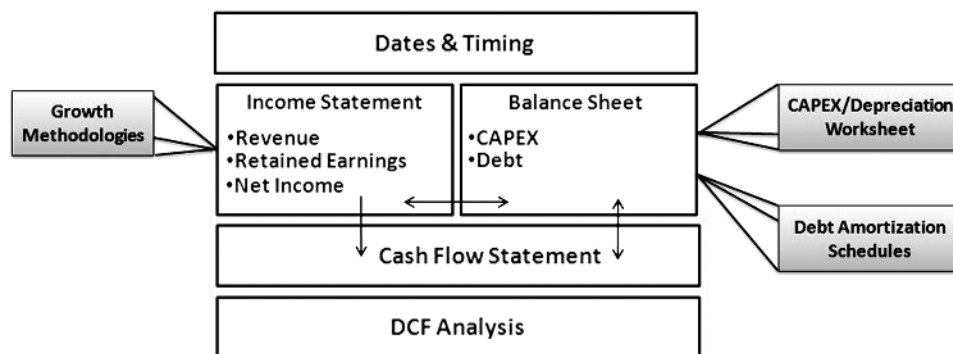 Dates & Timing
Growth
Methodologies
Income Statement
•Revenue
•Retained Earnings
•Net Income
Balance Sheet
•CAPEX
•Debt
CAPEX/Depreciation
Worksheet
Debt Amortization
Schedules
Cash Flow Statement
DCF Analysis